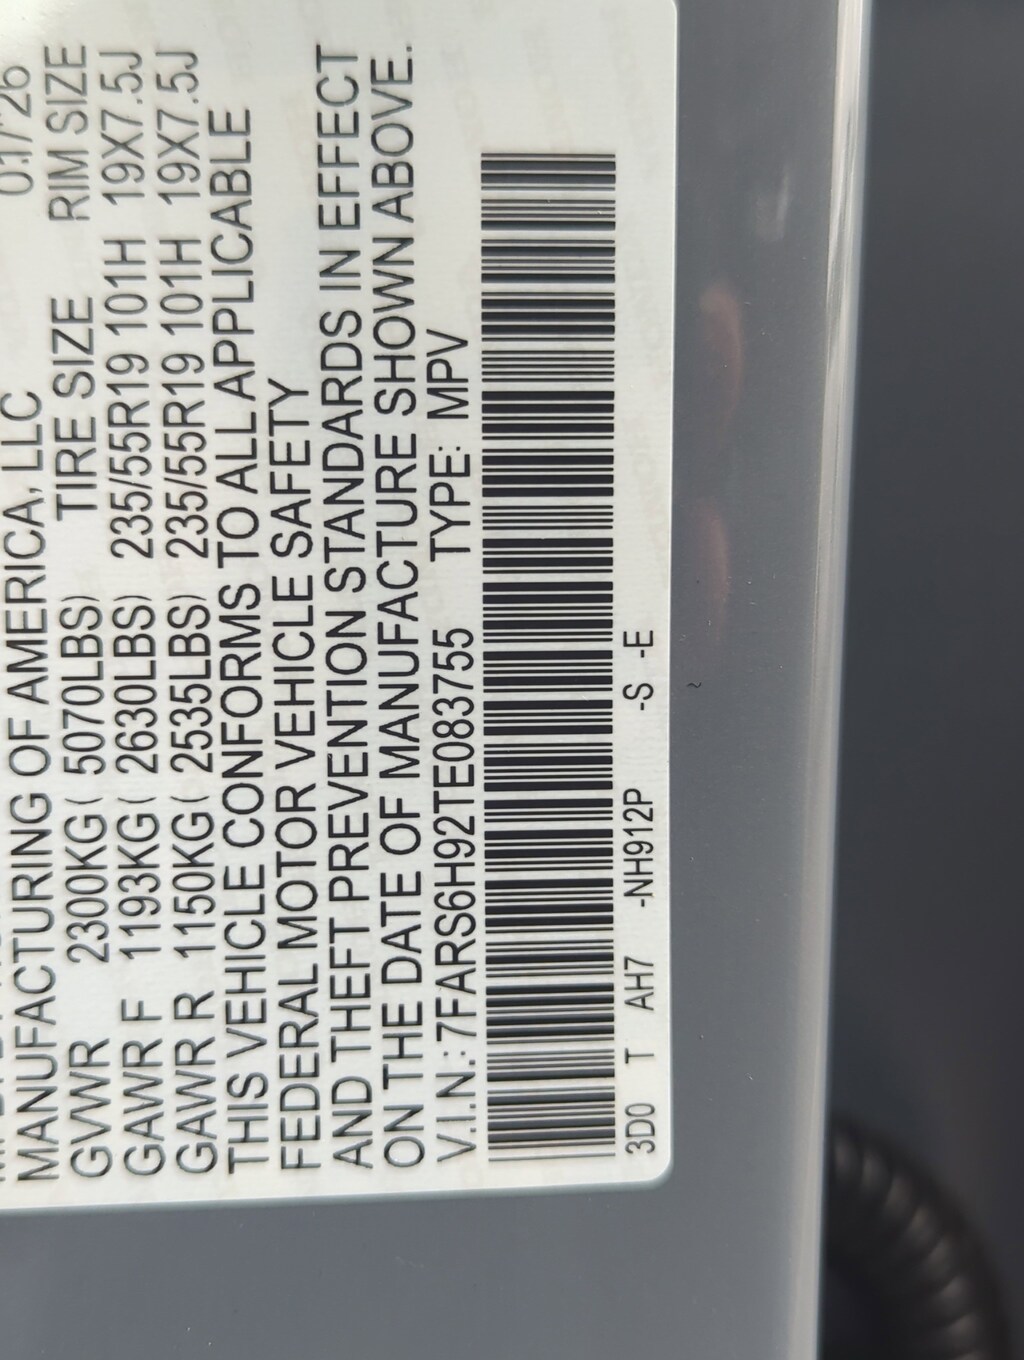 MANUFACTURING OF AMERICA, LLC 01/'26
TIRE SIZE RIM SIZE
GVWR 2300KG( 5070LBS)
GAWR F 1193KG( 2630LBS) 235/55R19 101H 19X7.5J
GAWR R 1150KG( 2535LBS) 235/55R19 101H 19X7.5J
THIS VEHICLE CONFORMS TO ALL APPLICABLE
FEDERAL MOTOR VEHICLE SAFETY
AND THEFT PREVENTION STANDARDS IN EFFECT
ON THE DATE OF MANUFACTURE SHOWN ABOVE.
V.I.N.: 7FARS6H92TE083755 TYPE: MPV
3D0 T AH7 -NH912P -S -E